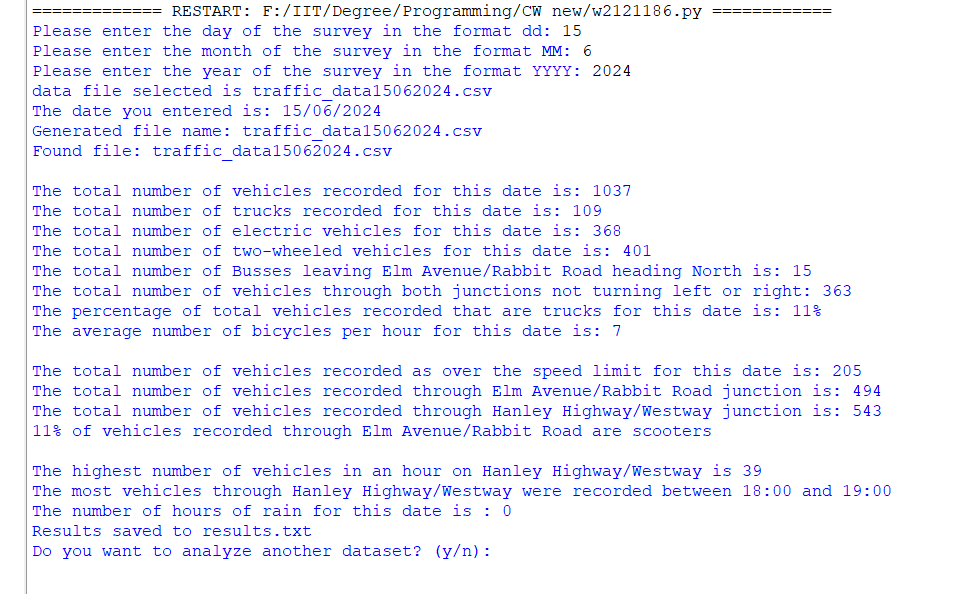 ============= RESTART: F:/IIT/Degree/Programming/CW new/w2121186.py ============
Please enter the day of the survey in the format dd: 15
Please enter the month of the survey in the format MM: 6
Please enter the year of the survey in the format YYYY: 2024
data file selected is traffic_data15062024.csv
The date you entered is: 15/06/2024
Generated file name: traffic_data15062024.csv
Found file: traffic_data15062024.csv
The total number of vehicles recorded for this date is: 1037
The total number of trucks recorded for this date is: 109
The total number of electric vehicles for this date is: 368
The total number of two-wheeled vehicles for this date is: 401
The total number of Busses leaving Elm Avenue/Rabbit Road heading North is: 15
The total number of vehicles through both junctions not turning left or right: 363
The percentage of total vehicles recorded that are trucks for this date is: 11%
The average number of bicycles per hour for this date is: 7
The total number of vehicles recorded as over the speed limit for this date is: 205
The total number of vehicles recorded through Elm Avenue/Rabbit Road junction is: 494
The total number of vehicles recorded through Hanley Highway/Westway junction is: 543
11% of vehicles recorded through Elm Avenue/Rabbit Road are scooters
The highest number of vehicles in an hour on Hanley Highway/Westway is 39
The most vehicles through Hanley Highway/Westway were recorded between 18:00 and 19:00
The number of hours of rain for this date is : 0
Results saved to results.txt
Do you want to analyze another dataset? (y/n):